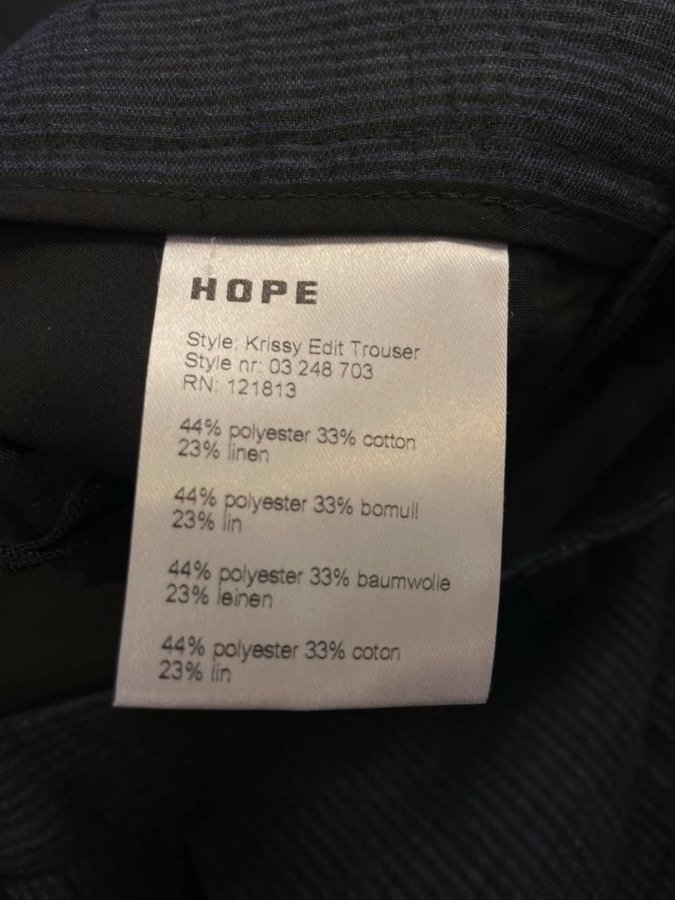 HOPE
Style: Krissy Edit Trouser
Style nr: 03 248 703
RN: 121813
44% polyester 33% cotton
23% linen
44% polyester 33% bomull
23% lin
44% polyester 33% baumwolle
23% leinen
44% polyester 33% coton
23% lin